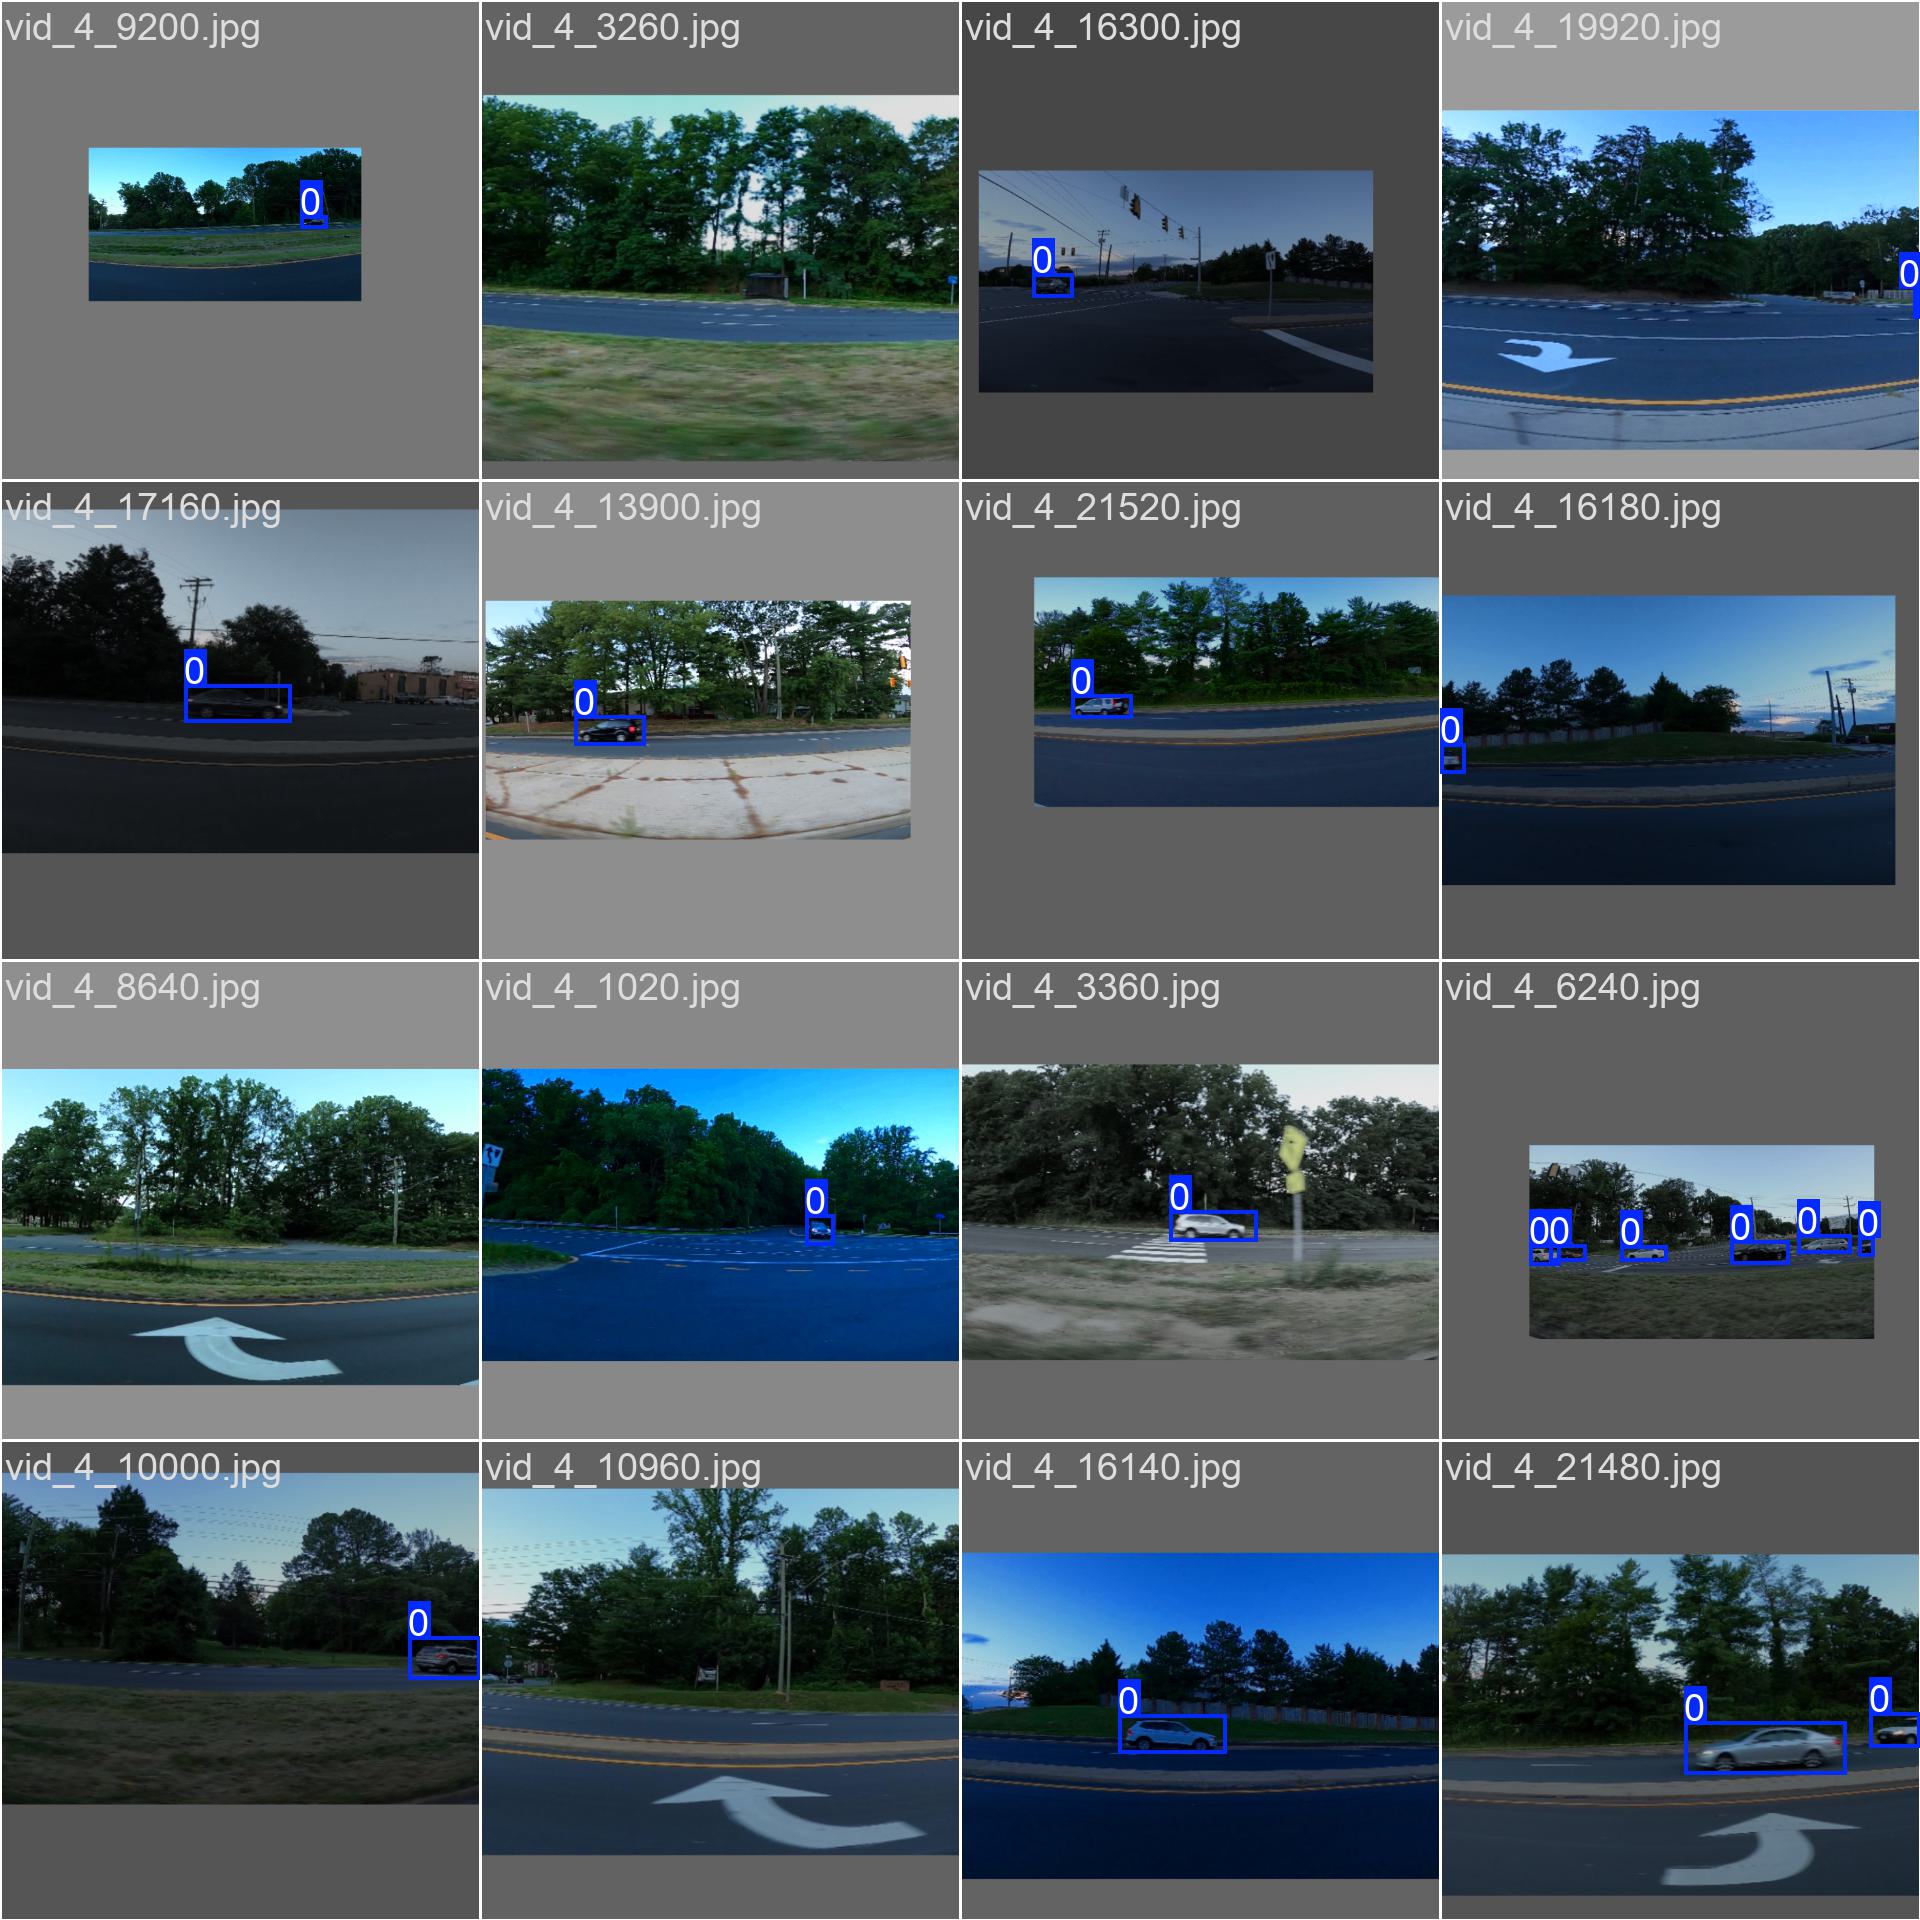 vid_4_9200.jpg
vid_4_3260.jpg
vid_4_16300.jpg
vid_4_19920.jpg
0
0
0
vid_4_17160.jpg
vid_4_13900.jpg
vid_4_21520.jpg
vid_4_16180.jpg
0
0
0
0
vid_4_8640.jpg
vid_4_1020.jpg
vid_4_3360.jpg
vid_4_6240.jpg
0
0
0
0
0
0
0
0
vid_4_10000.jpg
vid_4_10960.jpg
vid_4_16140.jpg
vid_4_21480.jpg
0
0
0
0